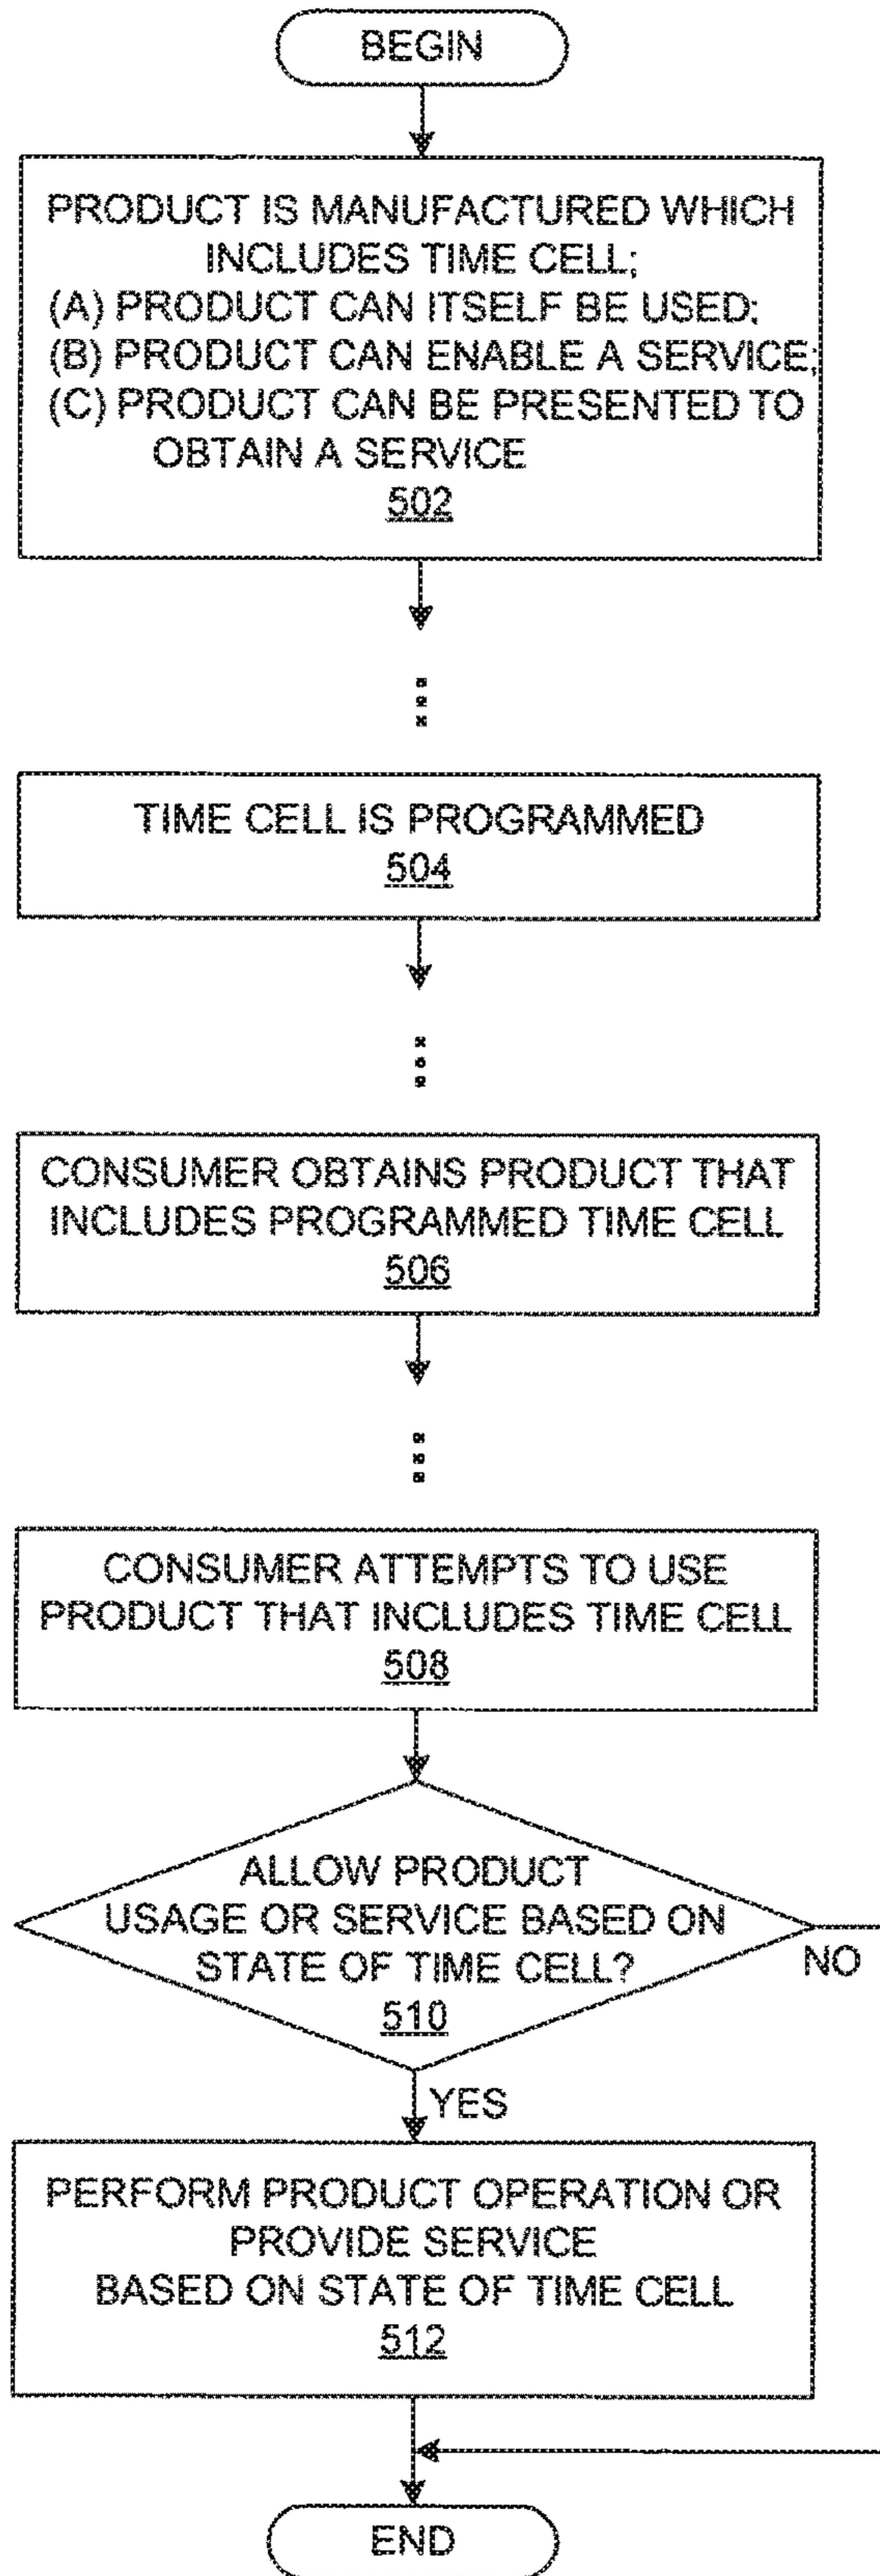 BEGIN
PRODUCT IS MANUFACTURED WHICH
INCLUDES TIME CELL;
(A) PRODUCT CAN ITSELF BE USED;
(B) PRODUCT CAN ENABLE A SERVICE;
(C) PRODUCT CAN BE PRESENTED TO
OBTAIN A SERVICE
502
TIME CELL IS PROGRAMMED
504
CONSUMER OBTAINS PRODUCT THAT
INCLUDES PROGRAMMED TIME CELL
506
CONSUMER ATTEMPTS TO USE
PRODUCT THAT INCLUDES TIME CELL
508
ALLOW PRODUCT
USAGE OR SERVICE BASED ON
STATE OF TIME CELL?
510
NO
YES
PERFORM PRODUCT OPERATION OR
PROVIDE SERVICE
BASED ON STATE OF TIME CELL
512
END